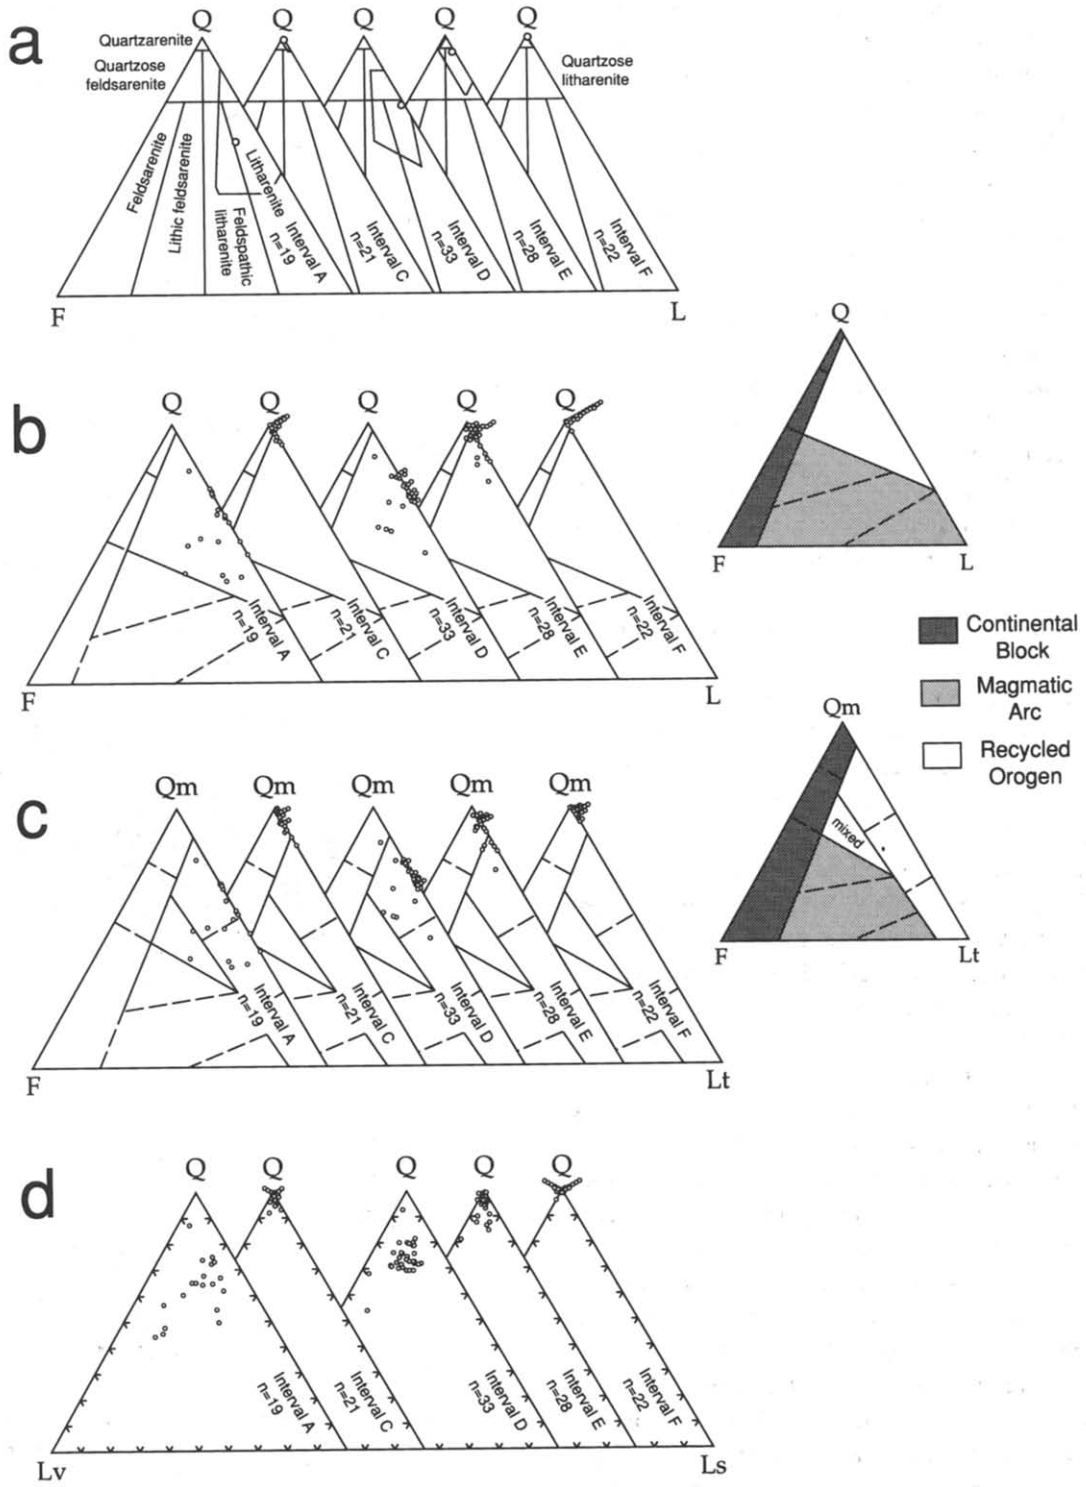 a
Q Q Q Q Q
Quartzarenite
Quartzose
feldsarenite
Quartzose
litharenite
Feldsarenite
Lithic feldsarenite
Feldspathic
litharenite
Litharenite
Interval A
n=19
Interval C
n=21
Interval D
n=33
Interval E
n=28
Interval F
n=22
F
L
Q
F
L
b
Q Q Q Q Q
Interval A
n=19
Interval C
n=21
Interval D
n=33
Interval E
n=28
Interval F
n=22
F
L
Continental
Block
Magmatic
Arc
Recycled
Orogen
Qm
mixed
F
Lt
c
Qm Qm Qm Qm Qm
Interval A
n=19
Interval C
n=21
Interval D
n=33
Interval E
n=28
Interval F
n=22
F
Lt
d
Q Q Q Q Q
Interval A
n=19
Interval C
n=21
Interval D
n=33
Interval E
n=28
Interval F
n=22
Lv
Ls